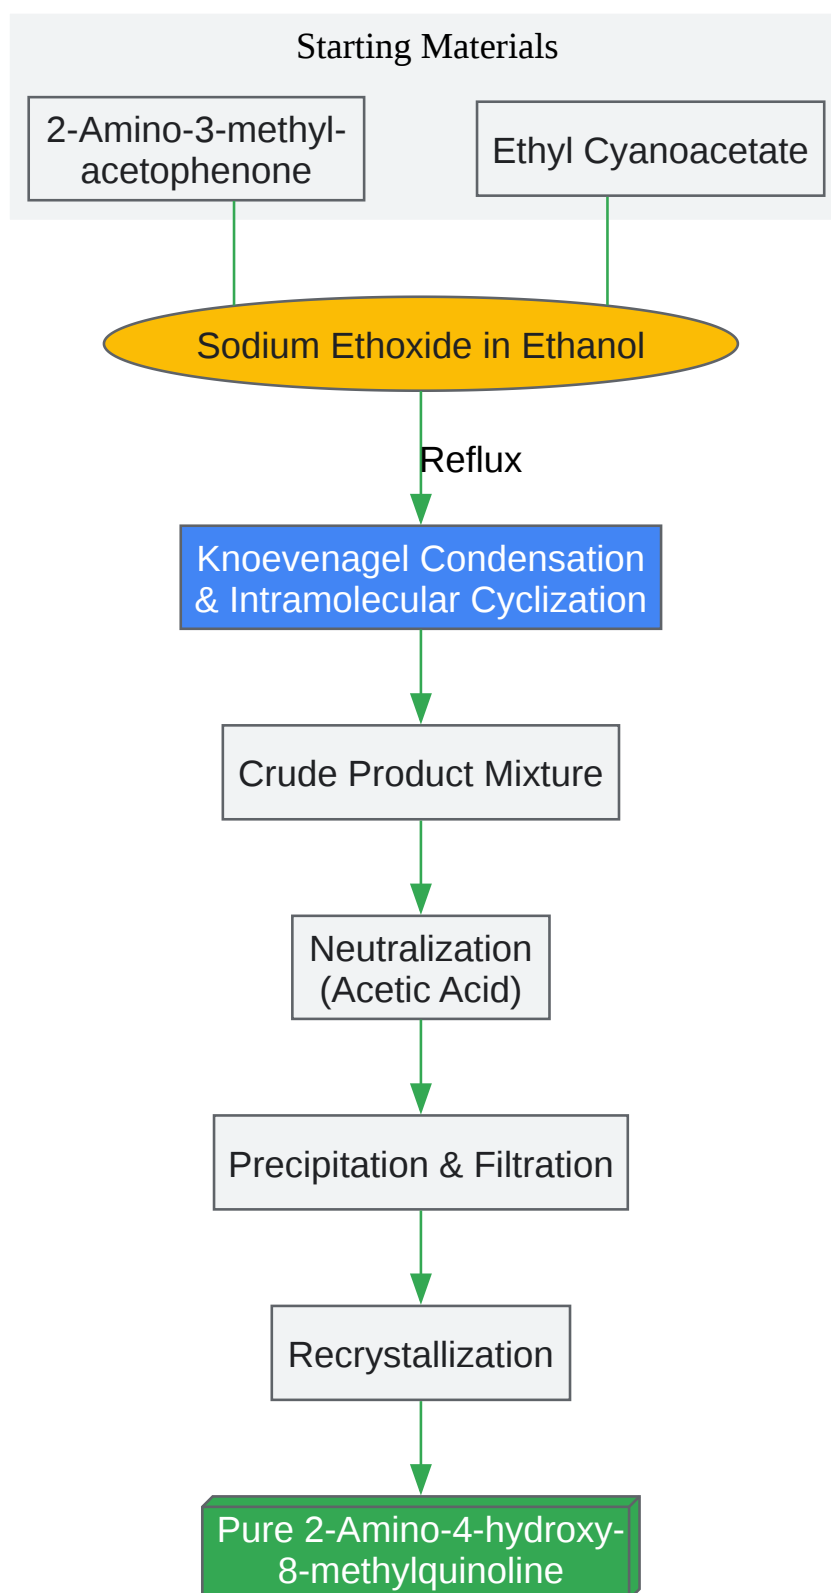 Starting Materials
2-Amino-3-methyl-
acetophenone
Ethyl Cyanoacetate
Sodium Ethoxide in Ethanol
Reflux
Knoevenagel Condensation
& Intramolecular Cyclization
Crude Product Mixture
Neutralization
(Acetic Acid)
Precipitation & Filtration
Recrystallization
Pure 2-Amino-4-hydroxy-
8-methylquinoline